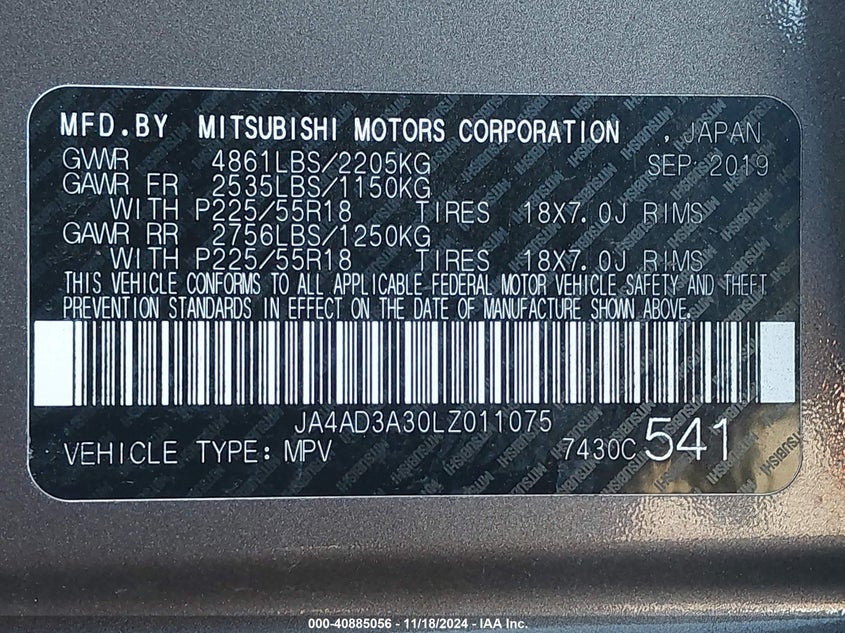 MFD.BY MITSUBISHI MOTORS CORPORATION , JAPAN
GVWR 4861LBS/2205KG SEP 2019
GAWR FR 2535LBS/1150KG
WITH P225/55R18 TIRES 18X7.0J RIMS
GAWR RR 2756LBS/1250KG
WITH P225/55R18 TIRES 18X7.0J RIMS
THIS VEHICLE CONFORMS TO ALL APPLICABLE FEDERAL MOTOR VEHICLE SAFETY AND THEFT
PREVENTION STANDARDS IN EFFECT ON THE DATE OF MANUFACTURE SHOWN ABOVE.
JA4AD3A30LZ011075
VEHICLE TYPE: MPV 7430C 541
000-40885056 - 11/18/2024 - IAA Inc.